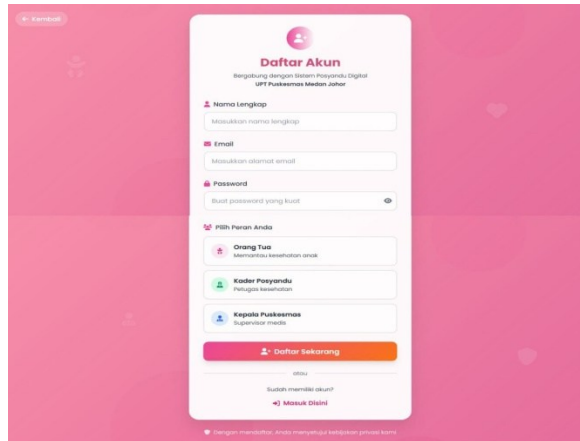 ← Kembali
Daftar Akun
Bergabung dengan Sistem Posyandu Digital
UPT Puskesmas Medan Johor
Nama Lengkap
Masukkan nama lengkap
Email
Masukkan alamat email
Password
Buat password yang kuat
Pilih Peran Anda
Orang Tua
Memantau kesehatan anak
Kader Posyandu
Petugas kesehatan
Kepala Puskesmas
Supervisor medis
Daftar Sekarang
atau
Sudah memiliki akun?
Masuk Disini
Dengan mendaftar, Anda menyetujui kebijakan privasi kami